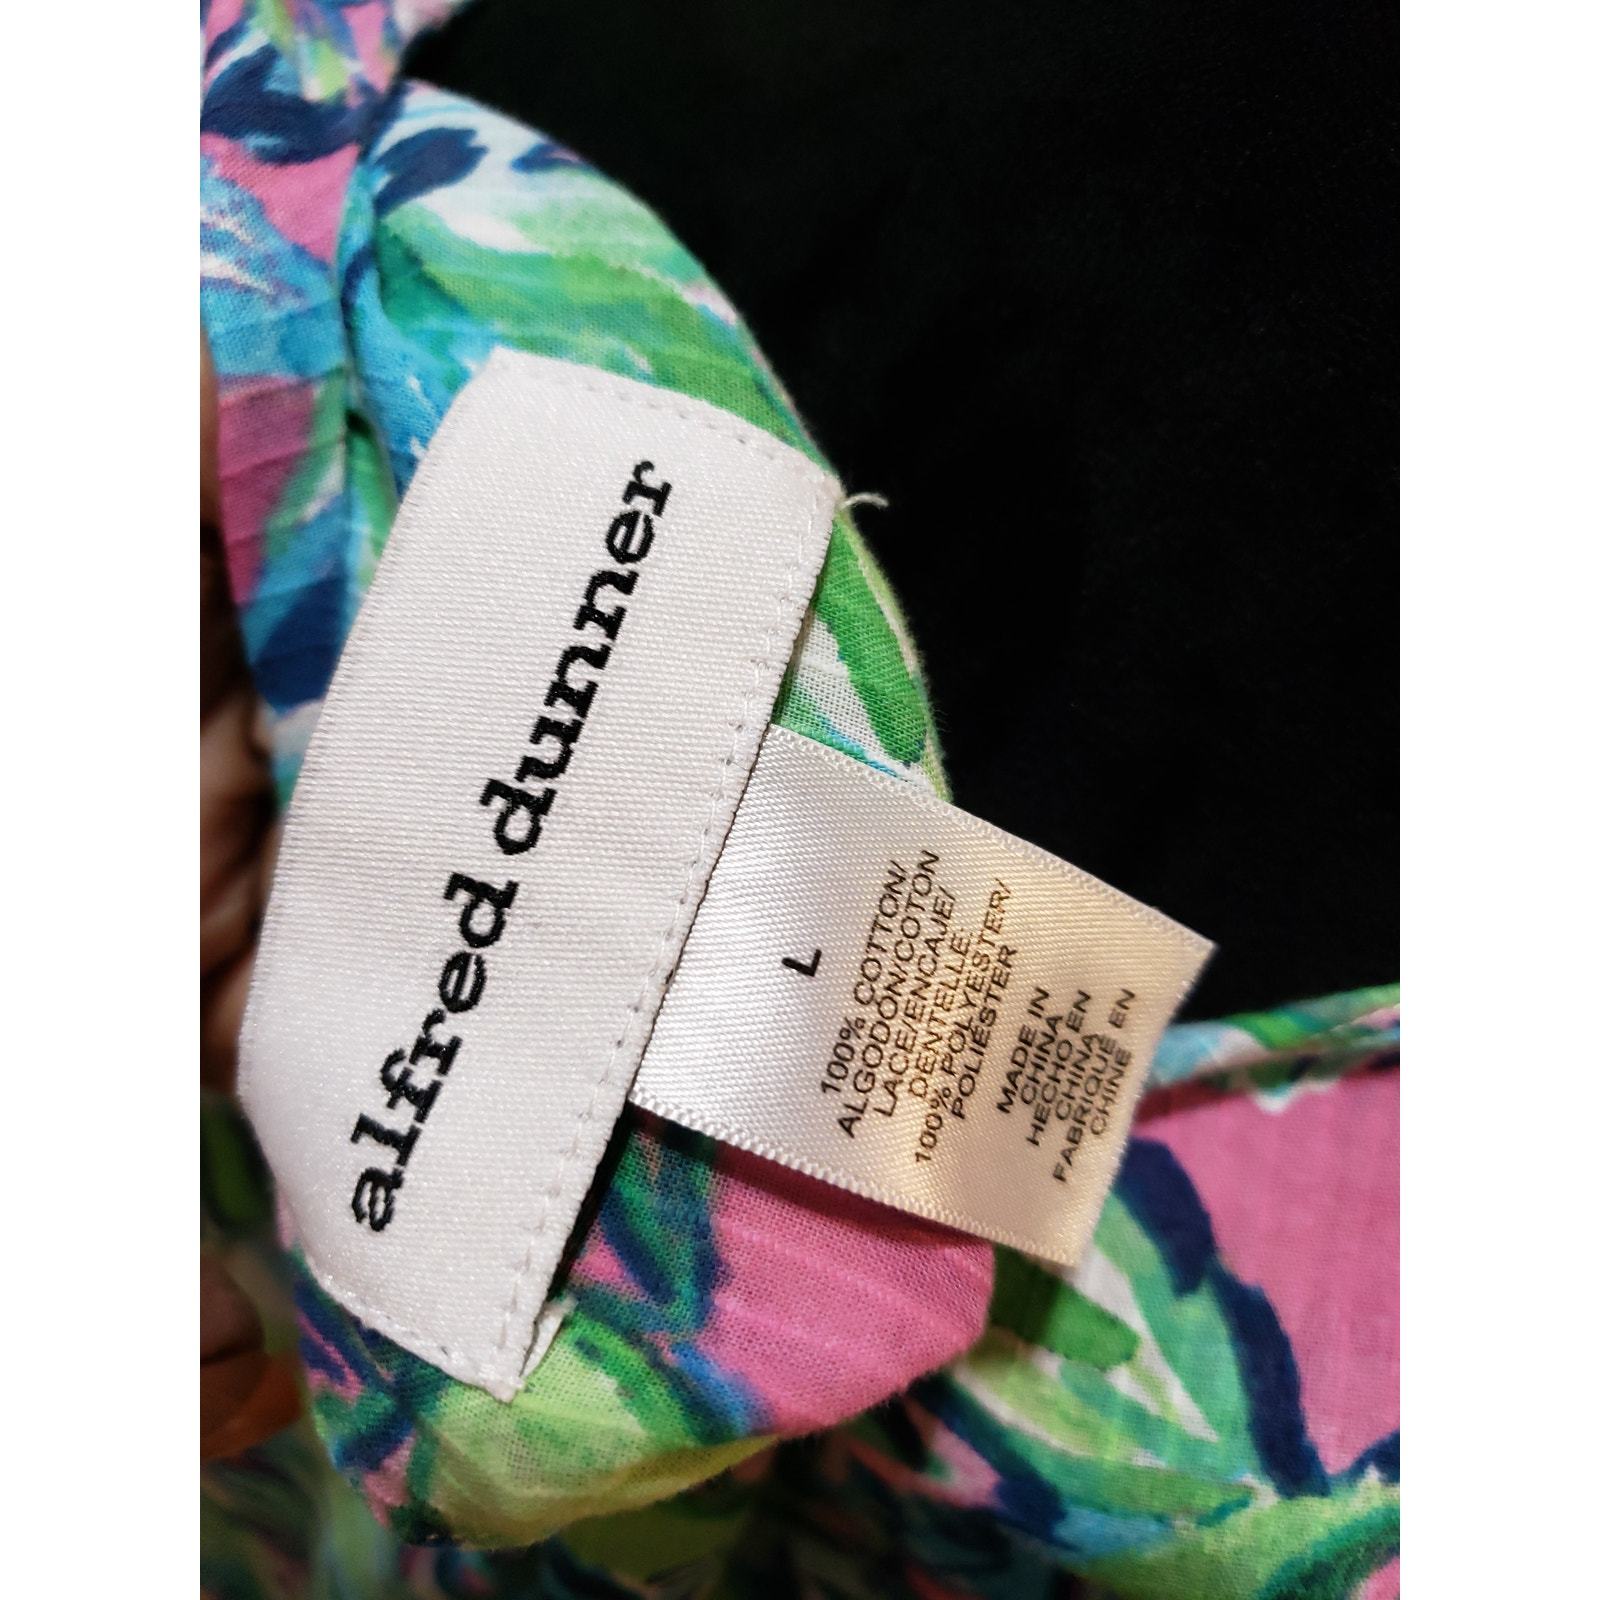 alfred dunner
L
100% COTTON/
ALGODON/COTON
LACE/ENCAJE/
DENTELLE:
100% POLYESTER/
POLIÉSTER
MADE IN
CHINA
HECHO EN
CHINA
FABRIQUÉ EN
CHINE